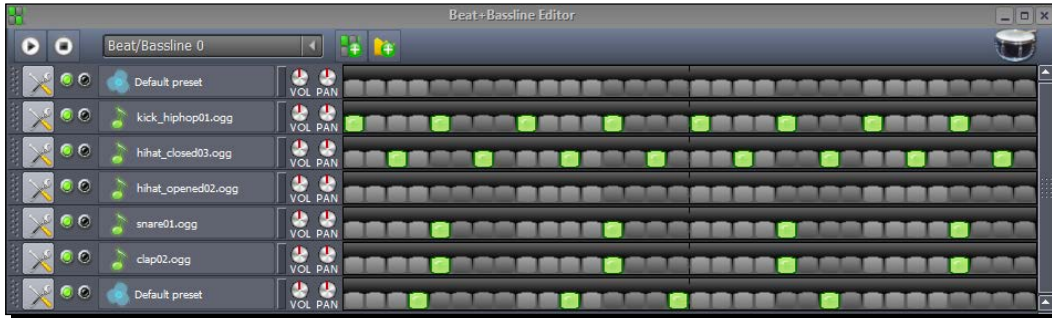 Beat+Bassline Editor
Beat/Bassline 0
Default preset VOL PAN
kick_hiphop01.ogg VOL PAN
hihat_closed03.ogg VOL PAN
hihat_opened02.ogg VOL PAN
snare01.ogg VOL PAN
clap02.ogg VOL PAN
Default preset VOL PAN